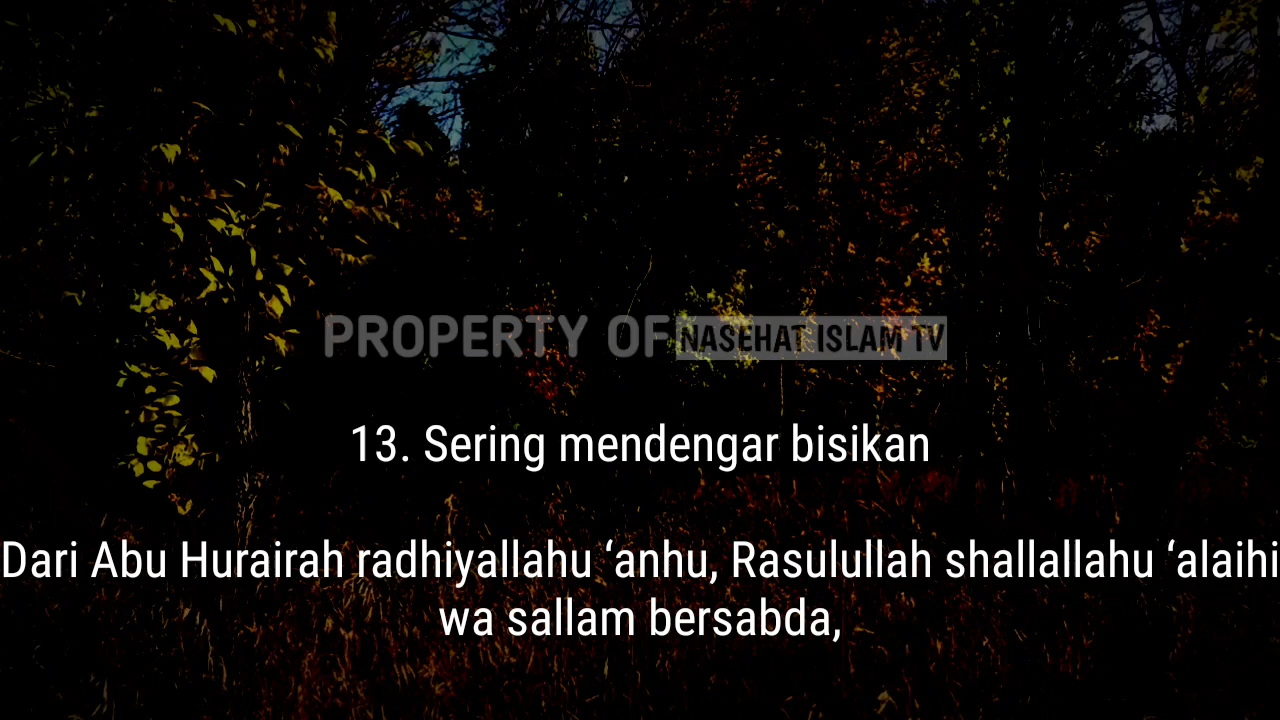 PROPERTY OF NASEHAT ISLAM TV
13. Sering mendengar bisikan
Dari Abu Hurairah radhiyallahu ‘anhu, Rasulullah shallallahu ‘alaihi
wa sallam bersabda,